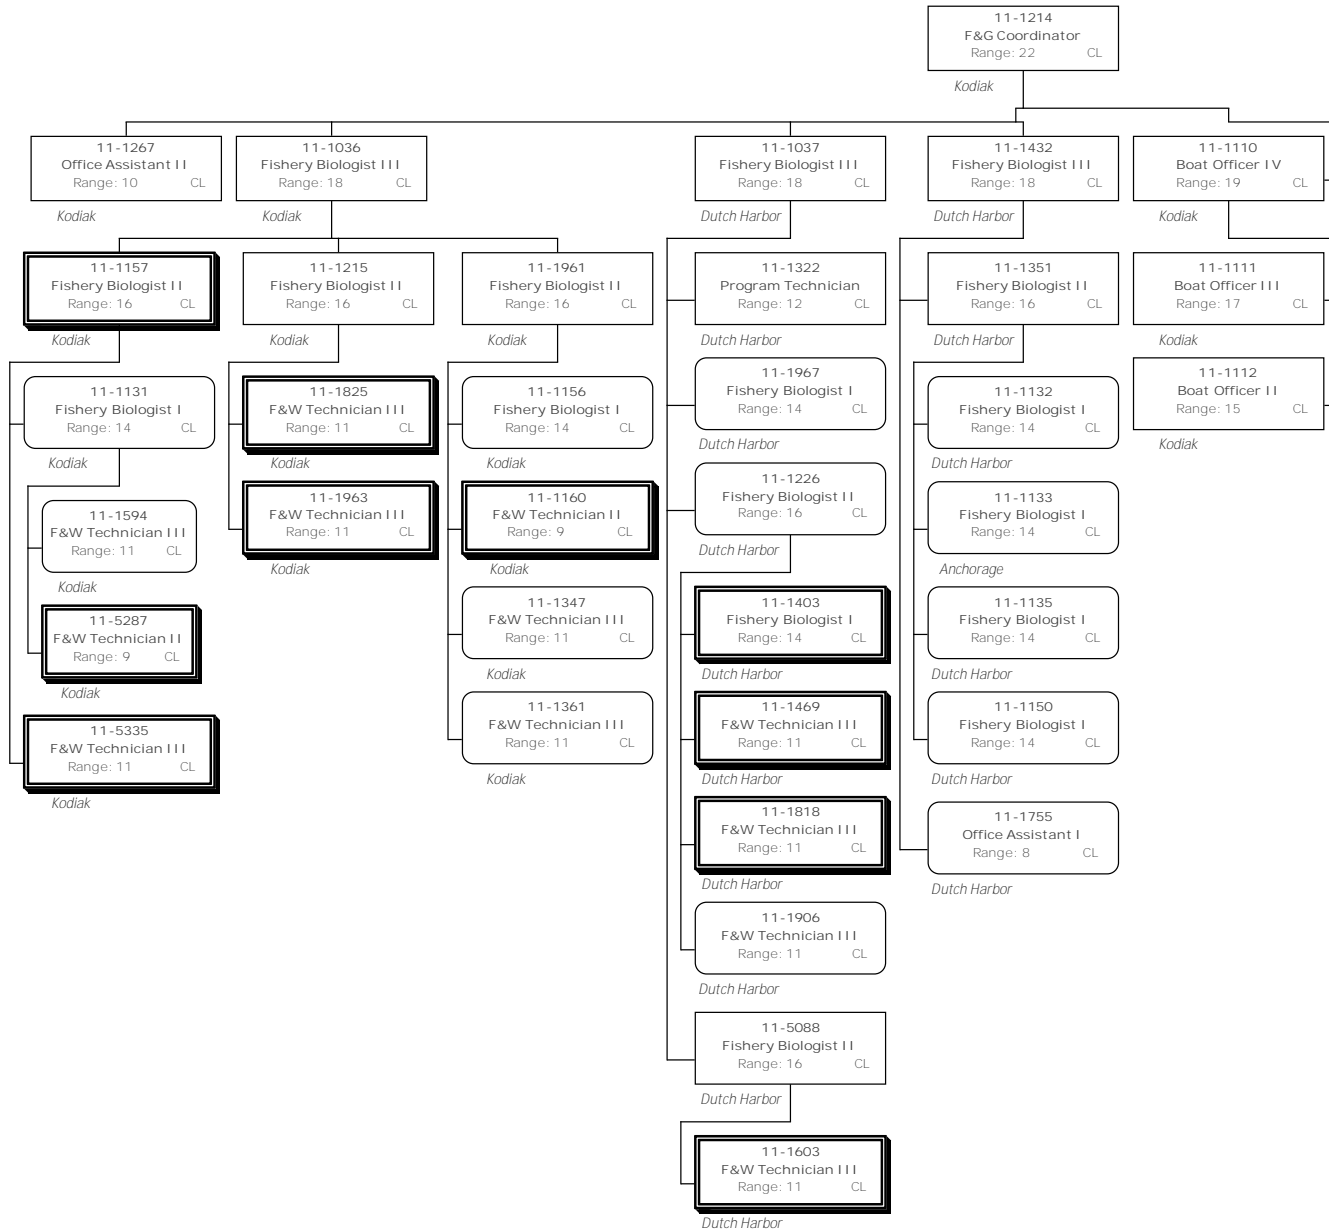 11-1214
F&G Coordinator
Range: 22 CL
Kodiak
11-1267
Office Assistant II
Range: 10 CL
Kodiak
11-1036
Fishery Biologist III
Range: 18 CL
Kodiak
11-1037
Fishery Biologist III
Range: 18 CL
Dutch Harbor
11-1432
Fishery Biologist III
Range: 18 CL
Dutch Harbor
11-1110
Boat Officer IV
Range: 19 CL
Kodiak
11-1157
Fishery Biologist II
Range: 16 CL
Kodiak
11-1131
Fishery Biologist I
Range: 14 CL
Kodiak
11-1594
F&W Technician III
Range: 11 CL
Kodiak
11-5287
F&W Technician II
Range: 9 CL
Kodiak
11-5335
F&W Technician III
Range: 11 CL
Kodiak
11-1215
Fishery Biologist II
Range: 16 CL
Kodiak
11-1825
F&W Technician III
Range: 11 CL
Kodiak
11-1963
F&W Technician III
Range: 11 CL
Kodiak
11-1961
Fishery Biologist II
Range: 16 CL
Kodiak
11-1156
Fishery Biologist I
Range: 14 CL
Kodiak
11-1160
F&W Technician II
Range: 9 CL
Kodiak
11-1347
F&W Technician III
Range: 11 CL
Kodiak
11-1361
F&W Technician III
Range: 11 CL
Kodiak
11-1322
Program Technician
Range: 12 CL
Dutch Harbor
11-1967
Fishery Biologist I
Range: 14 CL
Dutch Harbor
11-1226
Fishery Biologist II
Range: 16 CL
Dutch Harbor
11-1403
Fishery Biologist I
Range: 14 CL
Dutch Harbor
11-1469
F&W Technician III
Range: 11 CL
Dutch Harbor
11-1818
F&W Technician III
Range: 11 CL
Dutch Harbor
11-1906
F&W Technician III
Range: 11 CL
Dutch Harbor
11-5088
Fishery Biologist II
Range: 16 CL
Dutch Harbor
11-1603
F&W Technician III
Range: 11 CL
Dutch Harbor
11-1351
Fishery Biologist II
Range: 16 CL
Dutch Harbor
11-1132
Fishery Biologist I
Range: 14 CL
Dutch Harbor
11-1133
Fishery Biologist I
Range: 14 CL
Anchorage
11-1135
Fishery Biologist I
Range: 14 CL
Dutch Harbor
11-1150
Fishery Biologist I
Range: 14 CL
Dutch Harbor
11-1755
Office Assistant I
Range: 8 CL
Dutch Harbor
11-1111
Boat Officer III
Range: 17 CL
Kodiak
11-1112
Boat Officer II
Range: 15 CL
Kodiak